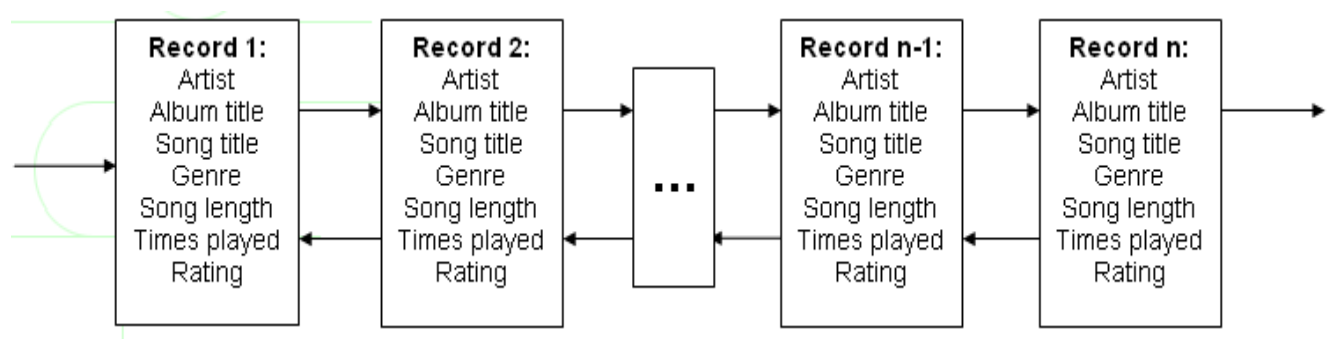 Record 1:
Artist
Album title
Song title
Genre
Song length
Times played
Rating
Record 2:
Artist
Album title
Song title
Genre
Song length
Times played
Rating
...
Record n-1:
Artist
Album title
Song title
Genre
Song length
Times played
Rating
Record n:
Artist
Album title
Song title
Genre
Song length
Times played
Rating